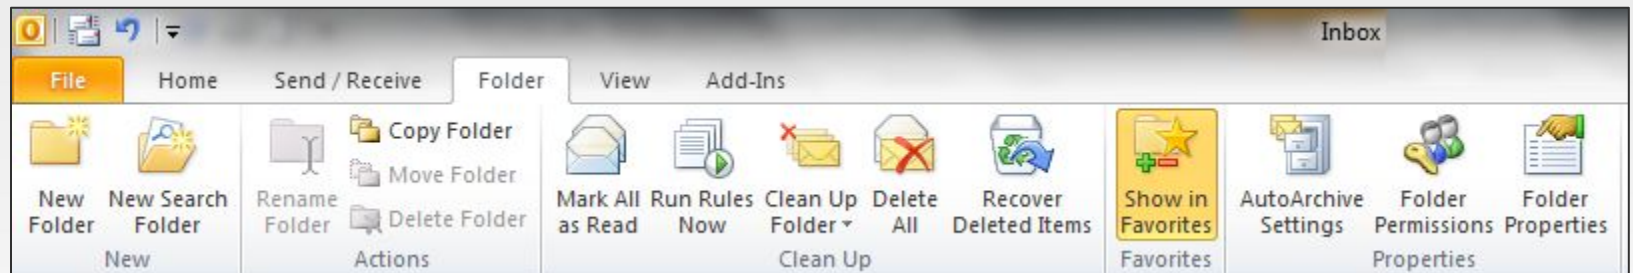 Inbox
File Home Send / Receive Folder View Add-Ins
New Folder
New Search Folder
Rename Folder
Copy Folder
Move Folder
Delete Folder
Mark All as Read
Run Rules Now
Clean Up Folder
Delete All
Recover Deleted Items
Show in Favorites
AutoArchive Settings
Folder Permissions
Folder Properties
New Actions Clean Up Favorites Properties